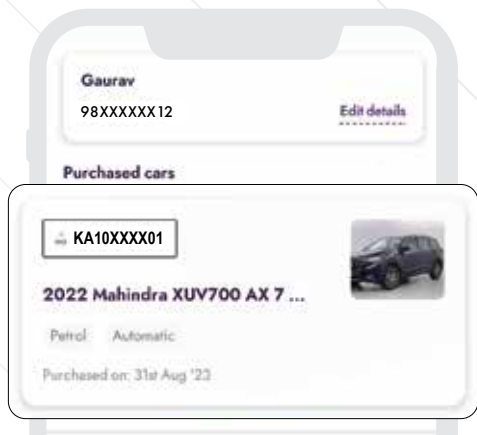 Gaurav
98XXXXXX12 Edit details
Purchased cars
KA10XXXX01
2022 Mahindra XUV700 AX 7 ...
Petrol Automatic
Purchased on: 31st Aug '23